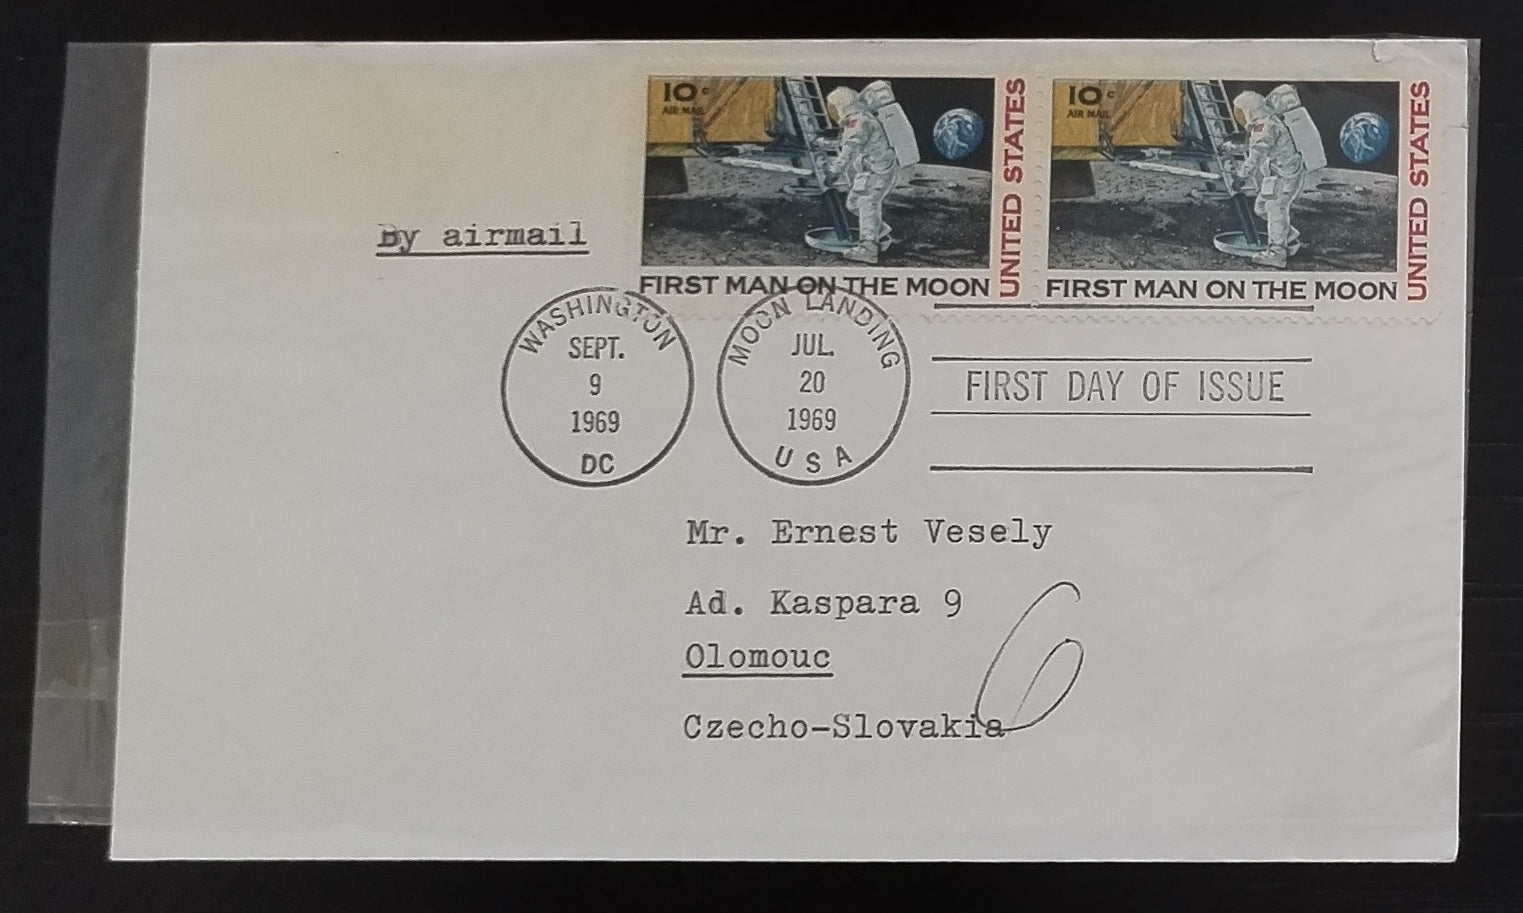 10c
AIR MAIL
FIRST MAN ON THE MOON
UNITED STATES
10c
AIR MAIL
FIRST MAN ON THE MOON
UNITED STATES
By airmail
WASHINGTON
SEPT.
9
1969
DC
MOON LANDING
JUL.
20
1969
USA
FIRST DAY OF ISSUE
Mr. Ernest Vesely
Ad. Kaspara 9
Olomouc
Czecho-Slovakia
6